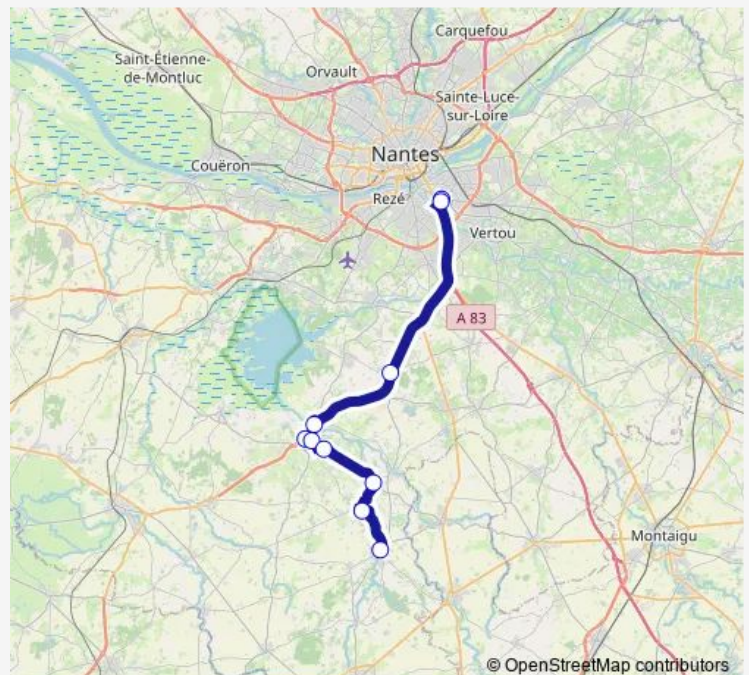 Carquefou
Saint-Étienne-
de-Montluc
Orvault
Sainte-Luce-
sur-Loire
Nantes
Couëron
Rezé
Vertou
A 83
Montaigu
© OpenStreetMap contributors